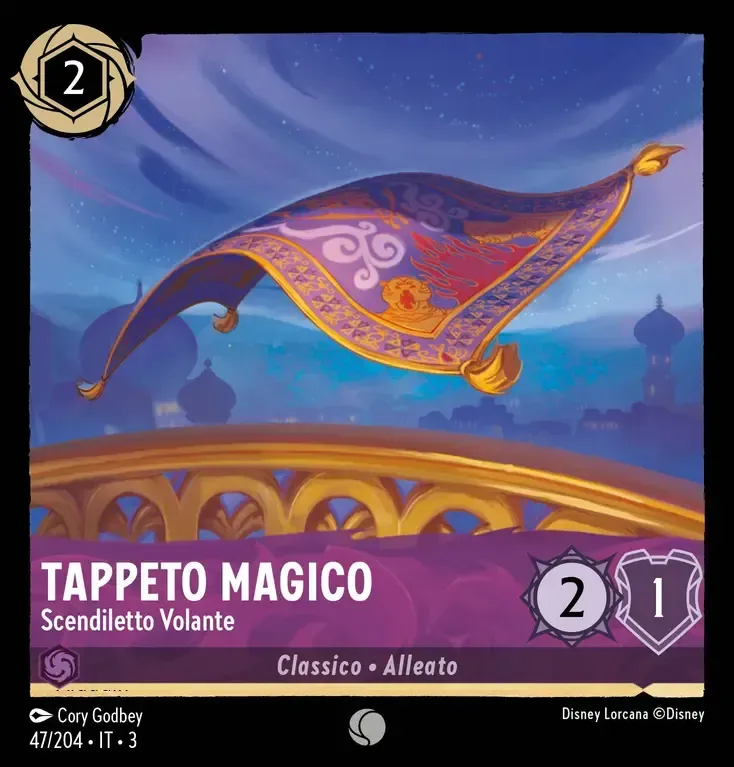 2
TAPPETO MAGICO
Scendiletto Volante
2
1
Classico • Alleato
Cory Godbey
Disney Lorcana ©Disney
47/204 • IT • 3